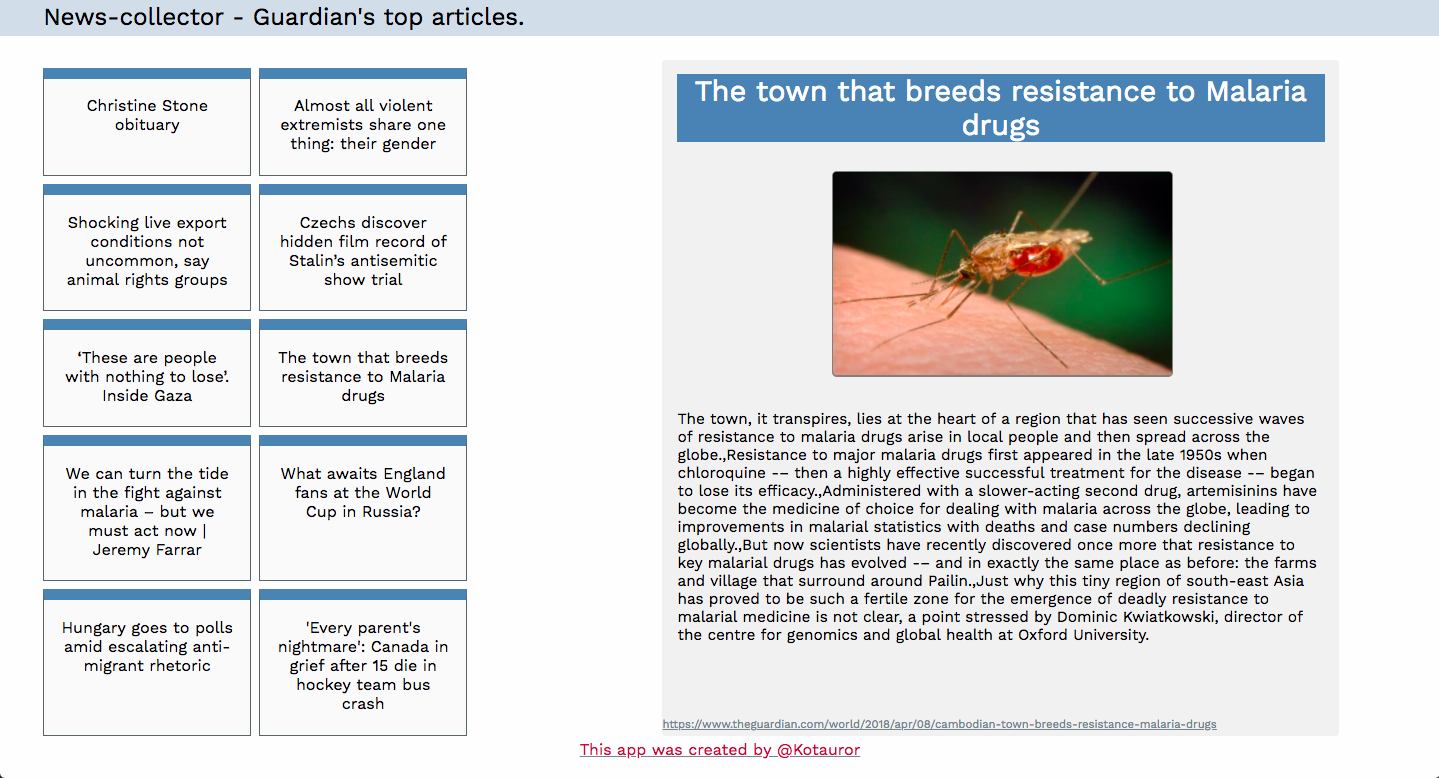 News-collector - Guardian's top articles.
Christine Stone
obituary
Almost all violent
extremists share one
thing: their gender
Shocking live export
conditions not
uncommon, say
animal rights groups
Czechs discover
hidden film record of
Stalin’s antisemitic
show trial
‘These are people
with nothing to lose’.
Inside Gaza
The town that breeds
resistance to Malaria
drugs
We can turn the tide
in the fight against
malaria – but we
must act now |
Jeremy Farrar
What awaits England
fans at the World
Cup in Russia?
Hungary goes to polls
amid escalating anti-
migrant rhetoric
'Every parent's
nightmare': Canada in
grief after 15 die in
hockey team bus
crash
The town that breeds resistance to Malaria
drugs
The town, it transpires, lies at the heart of a region that has seen successive waves
of resistance to malaria drugs arise in local people and then spread across the
globe.,Resistance to major malaria drugs first appeared in the late 1950s when
chloroquine -– then a highly effective successful treatment for the disease -– began
to lose its efficacy.,Administered with a slower-acting second drug, artemisinins have
become the medicine of choice for dealing with malaria across the globe, leading to
improvements in malarial statistics with deaths and case numbers declining
globally.,But now scientists have recently discovered once more that resistance to
key malarial drugs has evolved -– and in exactly the same place as before: the farms
and village that surround around Pailin.,Just why this tiny region of south-east Asia
has proved to be such a fertile zone for the emergence of deadly resistance to
malarial medicine is not clear, a point stressed by Dominic Kwiatkowski, director of
the centre for genomics and global health at Oxford University.
https://www.theguardian.com/world/2018/apr/08/cambodian-town-breeds-resistance-malaria-drugs
This app was created by @Kotauror